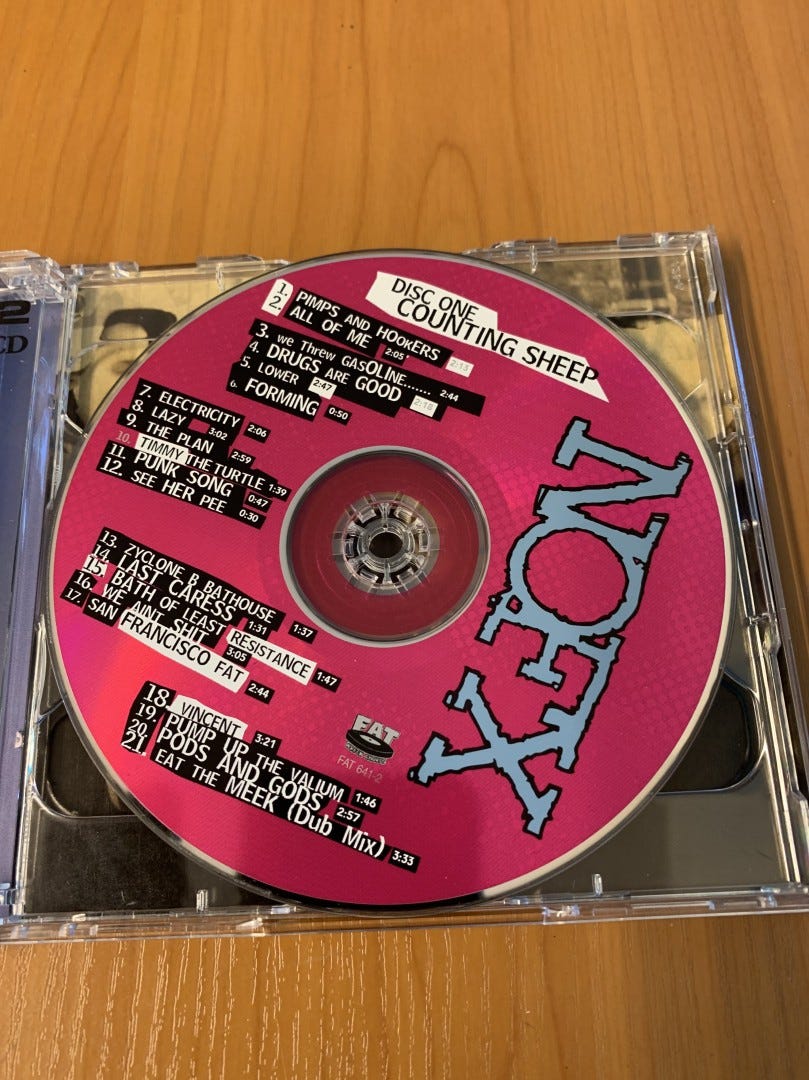 2
CD
DISC ONE
COUNTING SHEEP
1. PIMPS AND HOOKERS 2:13
2. ALL OF ME 2:05
3. we Threw GASOLINE....... 2:44
4. DRUGS ARE GOOD 2:18
5. LOWER 2:47
6. FORMING 0:50
7. ELECTRICITY 2:06
8. LAZY 3:02
9. THE PLAN 2:59
10. TIMMY THE TURTLE 1:39
11. PUNK SONG 0:47
12. SEE HER PEE 0:30
13. ZYCLONE B BATHOUSE 1:37
14. LAST CARESS 1:31
15. BATH OF LEAST RESISTANCE 1:47
16. WE AINT SHIT 3:05
17. SAN FRANCISCO FAT 2:44
18. VINCENT 3:21
19. PUMP UP THE VALIUM 1:46
20. PODS AND GODS 2:57
21. EAT THE MEEK (Dub Mix) 3:33
NOFX
FAT
FAT 641-2